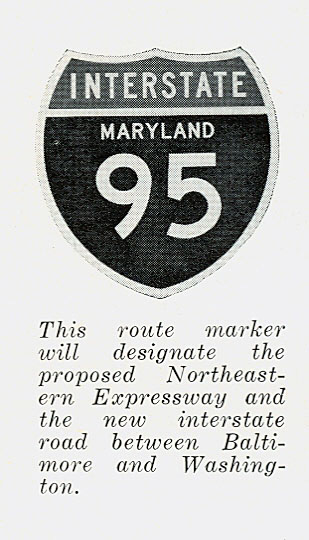 INTERSTATE
MARYLAND
95
This route marker
will designate the
proposed Northeast-
ern Expressway and
the new interstate
road between Balti-
more and Washing-
ton.